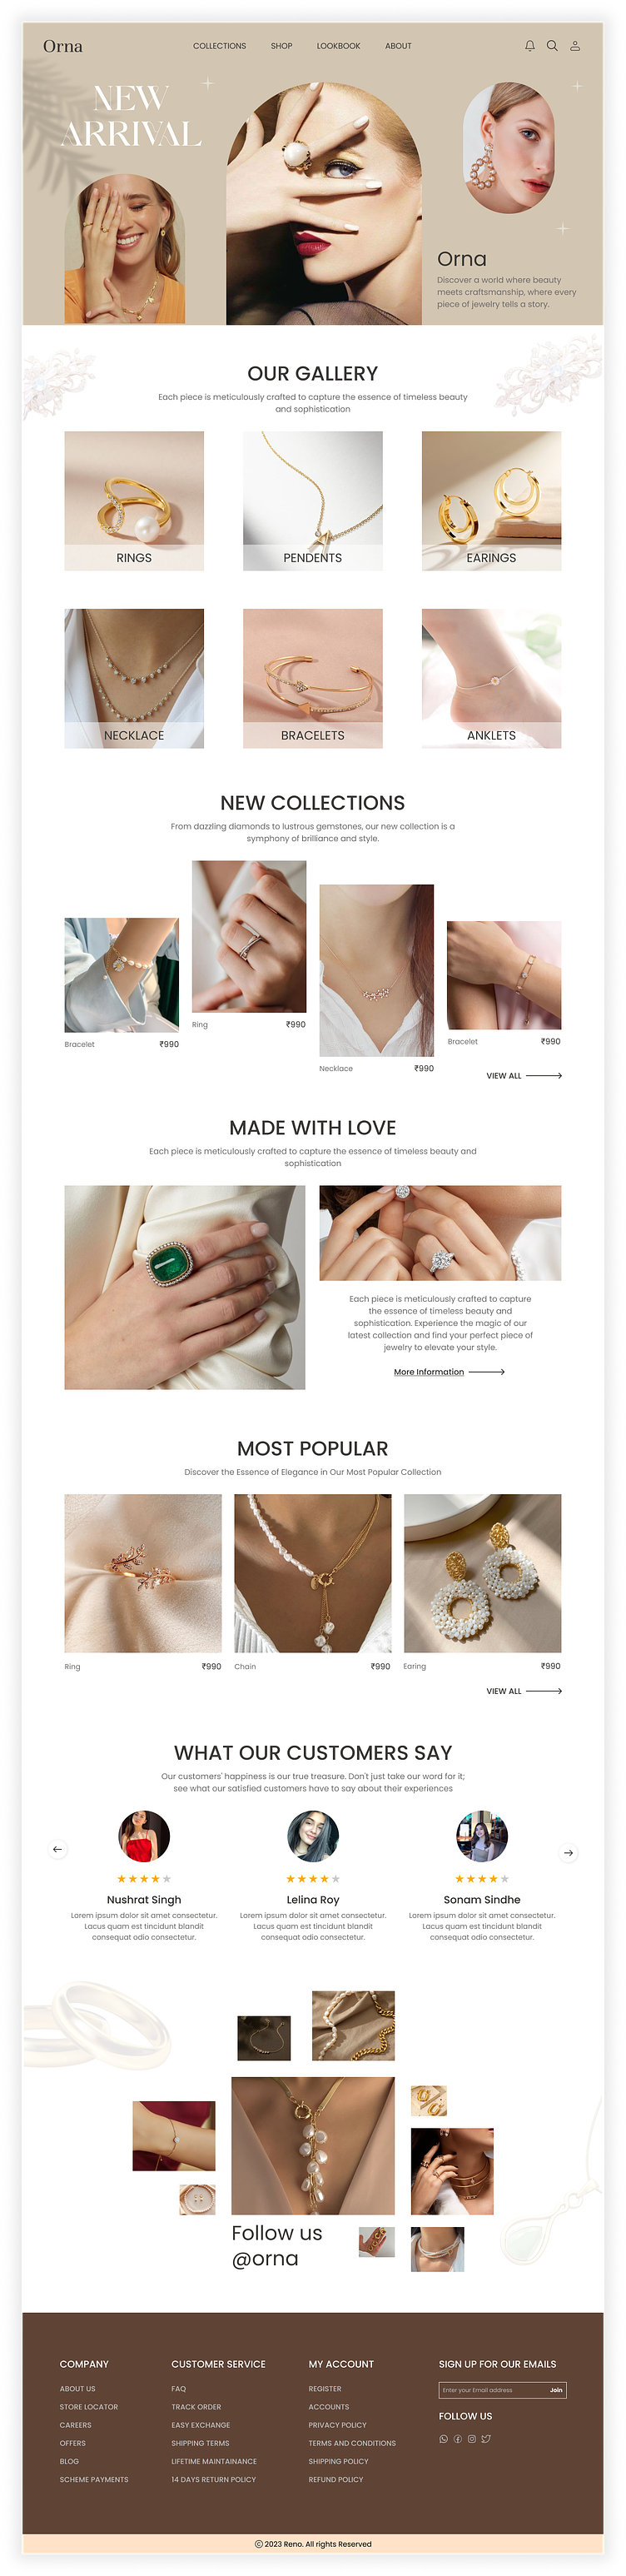 Orna
COLLECTIONS SHOP LOOKBOOK ABOUT
NEW
ARRIVAL
Orna
Discover a world where beauty
meets craftsmanship, where every
piece of jewelry tells a story.
OUR GALLERY
Each piece is meticulously crafted to capture the essence of timeless beauty
and sophistication
RINGS
PENDENTS
EARINGS
NECKLACE
BRACELETS
ANKLETS
NEW COLLECTIONS
From dazzling diamonds to lustrous gemstones, our new collection is a
symphony of brilliance and style.
Bracelet ₹990
Ring ₹990
Necklace ₹990
Bracelet ₹990
VIEW ALL
MADE WITH LOVE
Each piece is meticulously crafted to capture the essence of timeless beauty and
sophistication
Each piece is meticulously crafted to capture
the essence of timeless beauty and
sophistication. Experience the magic of our
latest collection and find your perfect piece of
jewelry to elevate your style.
More Information
MOST POPULAR
Discover the Essence of Elegance in Our Most Popular Collection
Ring ₹990
Chain ₹990
Earing ₹990
VIEW ALL
WHAT OUR CUSTOMERS SAY
Our customers' happiness is our true treasure. Don't just take our word for it;
see what our satisfied customers have to say about their experiences
Nushrat Singh
Lorem ipsum dolor sit amet consectetur.
Lacus quam est tincidunt blandit
consequat odio consectetur.
Lelina Roy
Lorem ipsum dolor sit amet consectetur.
Lacus quam est tincidunt blandit
consequat odio consectetur.
Sonam Sindhe
Lorem ipsum dolor sit amet consectetur.
Lacus quam est tincidunt blandit
consequat odio consectetur.
Follow us
@orna
COMPANY
ABOUT US
STORE LOCATOR
CAREERS
OFFERS
BLOG
SCHEME PAYMENTS
CUSTOMER SERVICE
FAQ
TRACK ORDER
EASY EXCHANGE
SHIPPING TERMS
LIFETIME MAINTAINANCE
14 DAYS RETURN POLICY
MY ACCOUNT
REGISTER
ACCOUNTS
PRIVACY POLICY
TERMS AND CONDITIONS
SHIPPING POLICY
REFUND POLICY
SIGN UP FOR OUR EMAILS
Enter your Email address Join
FOLLOW US
© 2023 Reno. All rights Reserved